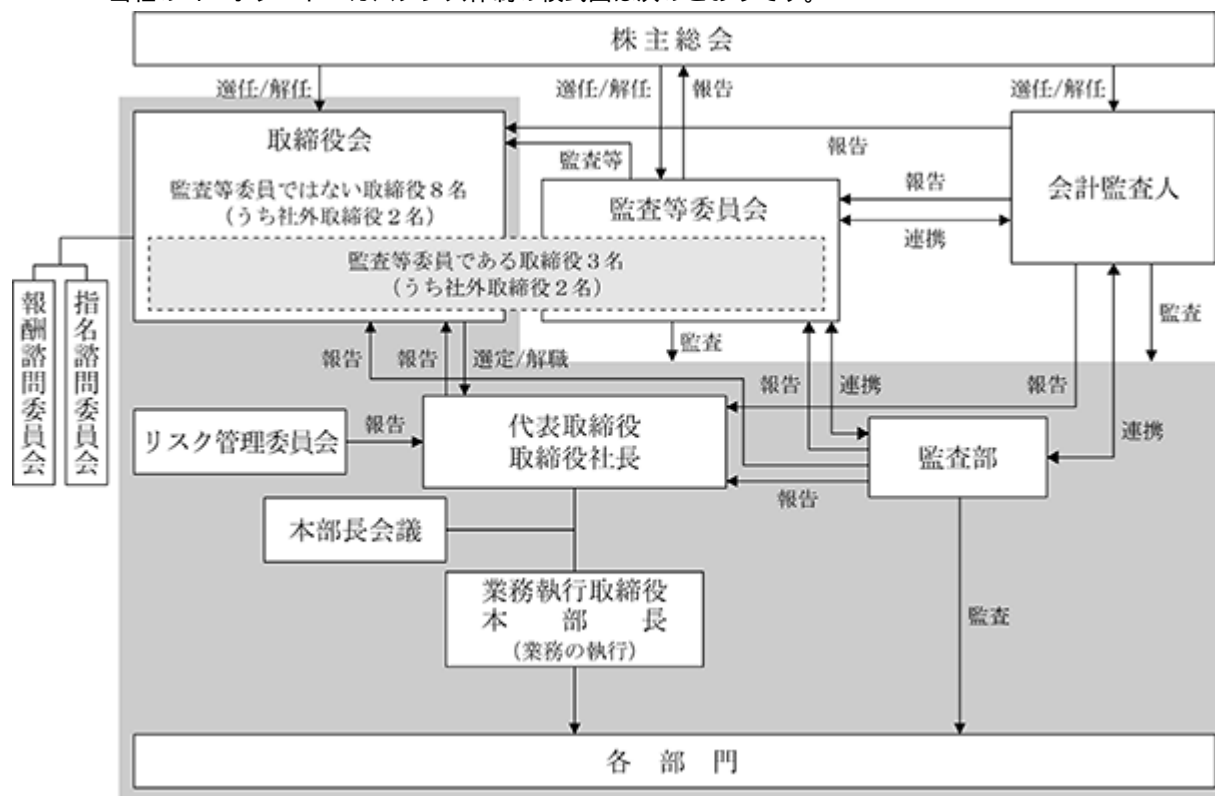 株主総会
選任/解任
選任/解任
報告
選任/解任
取締役会
監査等委員ではない取締役８名
（うち社外取締役２名）
監査等
監査等委員会
報告
報告
連携
会計監査人
監査等委員である取締役３名
（うち社外取締役２名）
報酬諮問委員会
指名諮問委員会
監査
監査
報告
報告
選定/解職
報告
連携
報告
連携
リスク管理委員会
報告
代表取締役
取締役社長
監査部
報告
本部長会議
業務執行取締役
本部長
（業務の執行）
監査
各部門